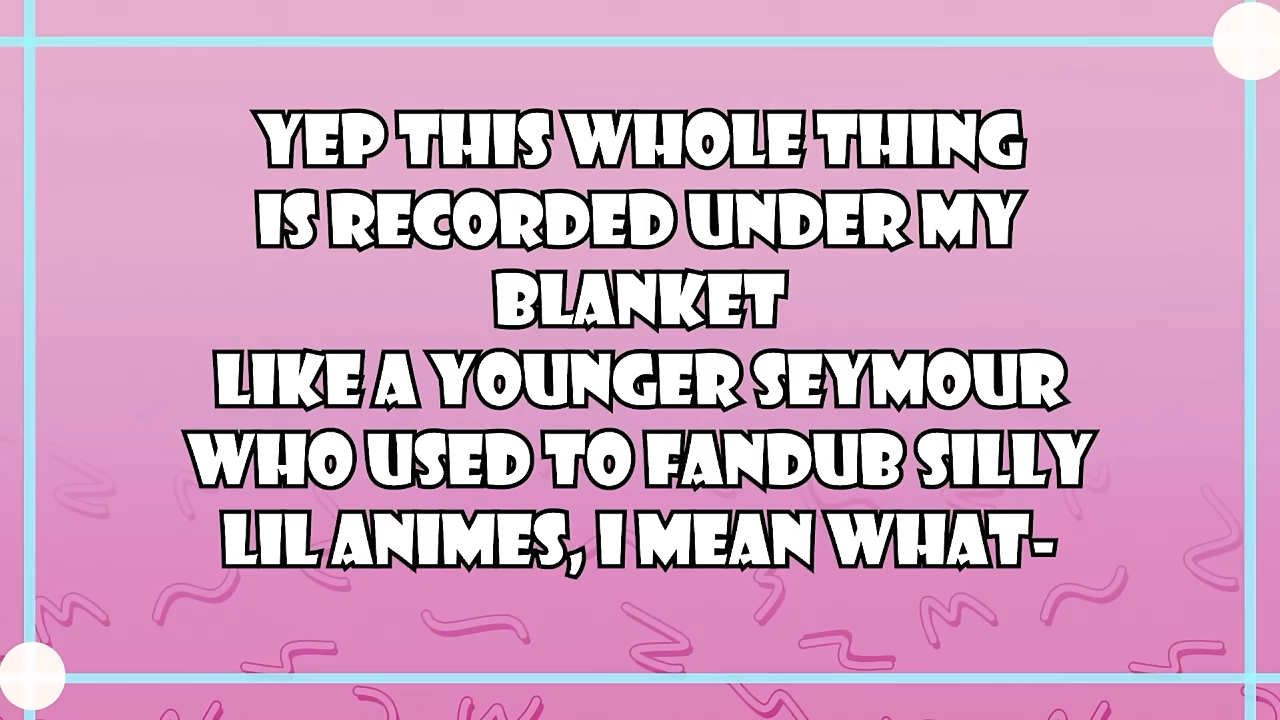 YEP THIS WHOLE THING
IS RECORDED UNDER MY
BLANKET
LIKE A YOUNGER SEYMOUR
WHO USED TO FANDUB SILLY
LIL ANIMES, I MEAN WHAT-